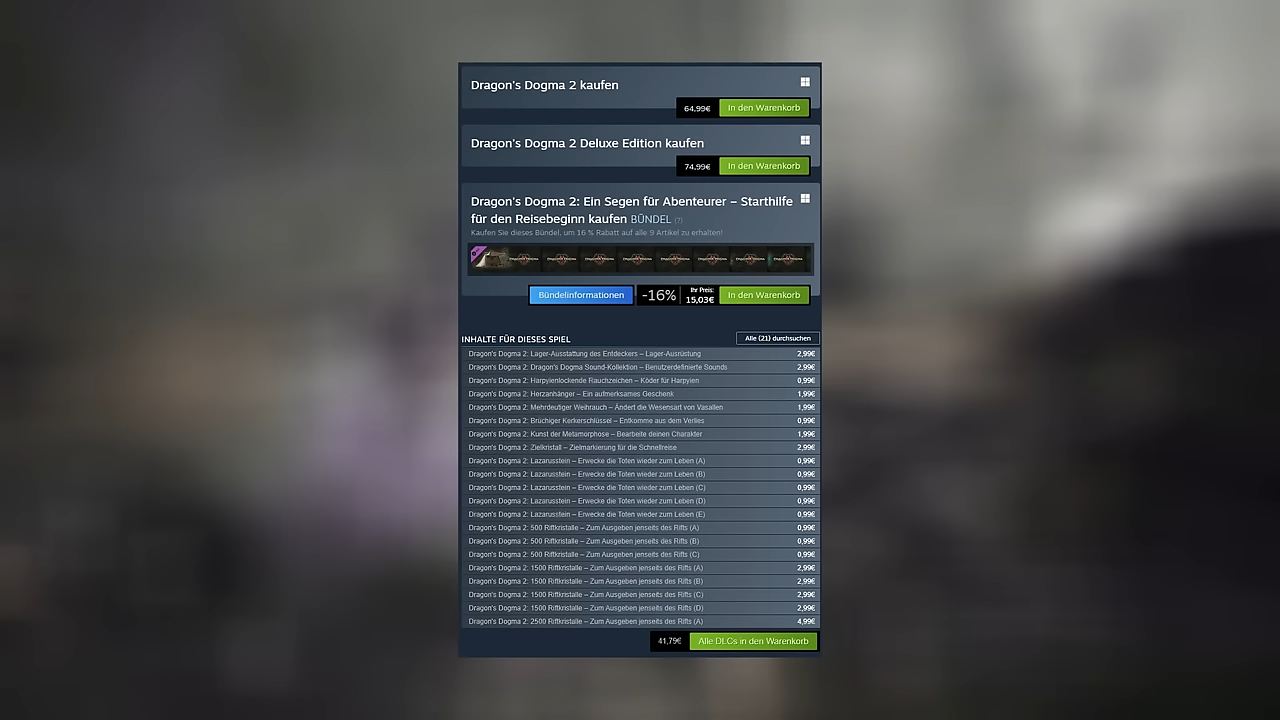 Dragon's Dogma 2 kaufen
64,99€ In den Warenkorb
Dragon's Dogma 2 Deluxe Edition kaufen
74,99€ In den Warenkorb
Dragon's Dogma 2: Ein Segen für Abenteurer – Starthilfe
für den Reisebeginn kaufen BÜNDEL (?)
Kaufen Sie dieses Bündel, um 16 % Rabatt auf alle 9 Artikel zu erhalten!
Bündelinformationen -16% Ihr Preis: 15,03€ In den Warenkorb
INHALTE FÜR DIESES SPIEL Alle (21) durchsuchen
Dragon's Dogma 2: Lager-Ausstattung des Entdeckers – Lager-Ausrüstung 2,99€
Dragon's Dogma 2: Dragon's Dogma Sound-Kollektion – Benutzerdefinierte Sounds 2,99€
Dragon's Dogma 2: Harpyienlockende Rauchzeichen – Köder für Harpyien 0,99€
Dragon's Dogma 2: Herzanhänger – Ein aufmerksames Geschenk 1,99€
Dragon's Dogma 2: Mehrdeutiger Weihrauch – Ändert die Wesensart von Vasallen 1,99€
Dragon's Dogma 2: Brüchiger Kerkerschlüssel – Entkomme aus dem Verlies 0,99€
Dragon's Dogma 2: Kunst der Metamorphose – Bearbeite deinen Charakter 1,99€
Dragon's Dogma 2: Zielkristall – Zielmarkierung für die Schnellreise 2,99€
Dragon's Dogma 2: Lazarusstein – Erwecke die Toten wieder zum Leben (A) 0,99€
Dragon's Dogma 2: Lazarusstein – Erwecke die Toten wieder zum Leben (B) 0,99€
Dragon's Dogma 2: Lazarusstein – Erwecke die Toten wieder zum Leben (C) 0,99€
Dragon's Dogma 2: Lazarusstein – Erwecke die Toten wieder zum Leben (D) 0,99€
Dragon's Dogma 2: Lazarusstein – Erwecke die Toten wieder zum Leben (E) 0,99€
Dragon's Dogma 2: 500 Riftkristalle – Zum Ausgeben jenseits des Rifts (A) 0,99€
Dragon's Dogma 2: 500 Riftkristalle – Zum Ausgeben jenseits des Rifts (B) 0,99€
Dragon's Dogma 2: 500 Riftkristalle – Zum Ausgeben jenseits des Rifts (C) 0,99€
Dragon's Dogma 2: 1500 Riftkristalle – Zum Ausgeben jenseits des Rifts (A) 2,99€
Dragon's Dogma 2: 1500 Riftkristalle – Zum Ausgeben jenseits des Rifts (B) 2,99€
Dragon's Dogma 2: 1500 Riftkristalle – Zum Ausgeben jenseits des Rifts (C) 2,99€
Dragon's Dogma 2: 1500 Riftkristalle – Zum Ausgeben jenseits des Rifts (D) 2,99€
Dragon's Dogma 2: 2500 Riftkristalle – Zum Ausgeben jenseits des Rifts (A) 4,99€
41,79€ Alle DLCs in den Warenkorb